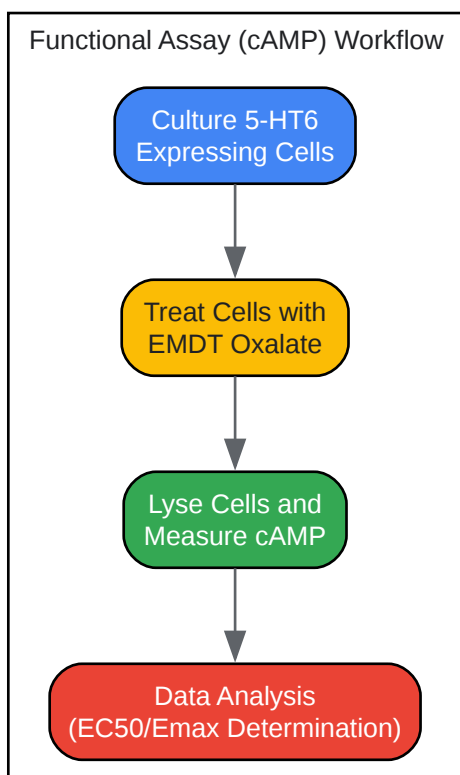 Functional Assay (cAMP) Workflow
Culture 5-HT6
Expressing Cells
Treat Cells with
EMDT Oxalate
Lyse Cells and
Measure cAMP
Data Analysis
(EC50/Emax Determination)